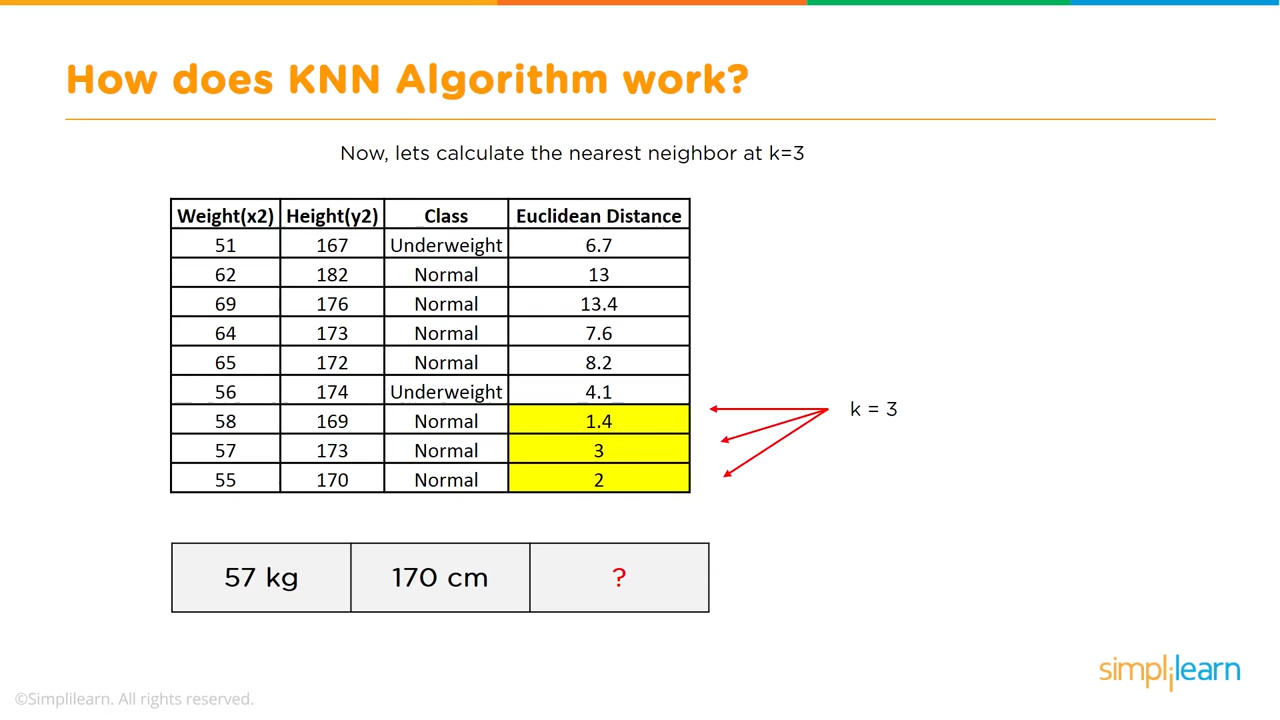 How does KNN Algorithm work?
Now, lets calculate the nearest neighbor at k=3
Weight(x2) Height(y2) Class Euclidean Distance
51 167 Underweight 6.7
62 182 Normal 13
69 176 Normal 13.4
64 173 Normal 7.6
65 172 Normal 8.2
56 174 Underweight 4.1
58 169 Normal 1.4
57 173 Normal 3
55 170 Normal 2
k = 3
57 kg 170 cm ?
simplilearn
©Simplilearn. All rights reserved.